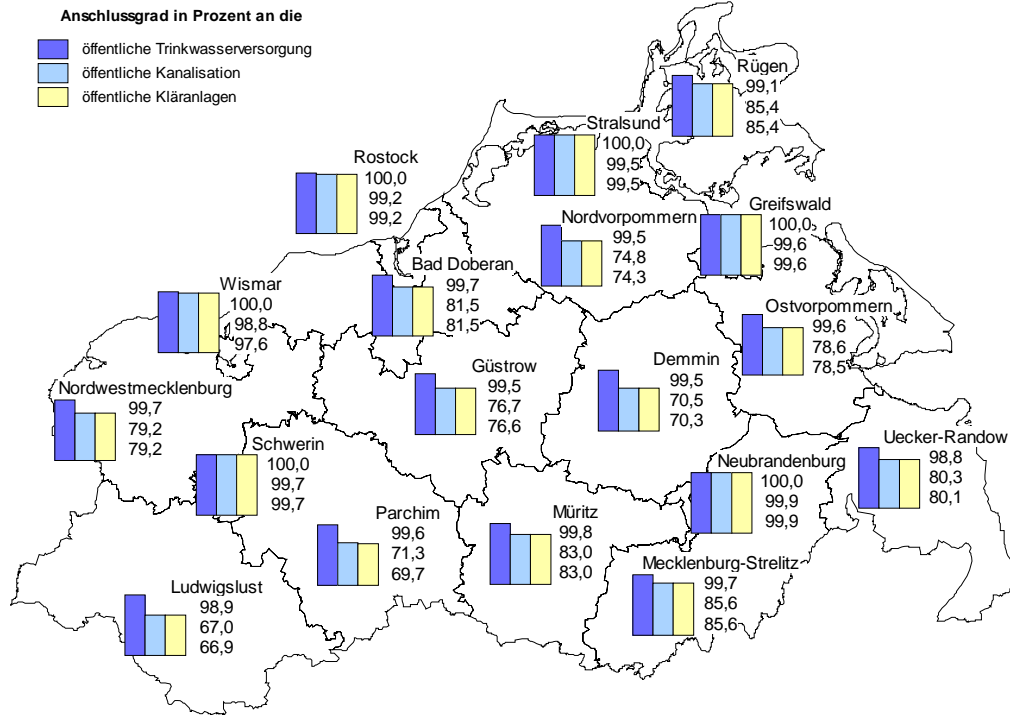 Anschlussgrad in Prozent an die
öffentliche Trinkwasserversorgung
öffentliche Kanalisation
öffentliche Kläranlagen
Rügen
99,1
85,4
85,4
Stralsund
100,0
99,5
99,5
Rostock
100,0
99,2
99,2
Greifswald
100,0
99,6
99,6
Nordvorpommern
99,5
74,8
74,3
Bad Doberan
99,7
81,5
81,5
Wismar
100,0
98,8
97,6
Ostvorpommern
99,6
78,6
78,5
Güstrow
99,5
76,7
76,6
Demmin
99,5
70,5
70,3
Nordwestmecklenburg
99,7
79,2
79,2
Uecker-Randow
98,8
80,3
80,1
Schwerin
100,0
99,7
99,7
Neubrandenburg
100,0
99,9
99,9
Parchim
99,6
71,3
69,7
Müritz
99,8
83,0
83,0
Mecklenburg-Strelitz
99,7
85,6
85,6
Ludwigslust
98,9
67,0
66,9